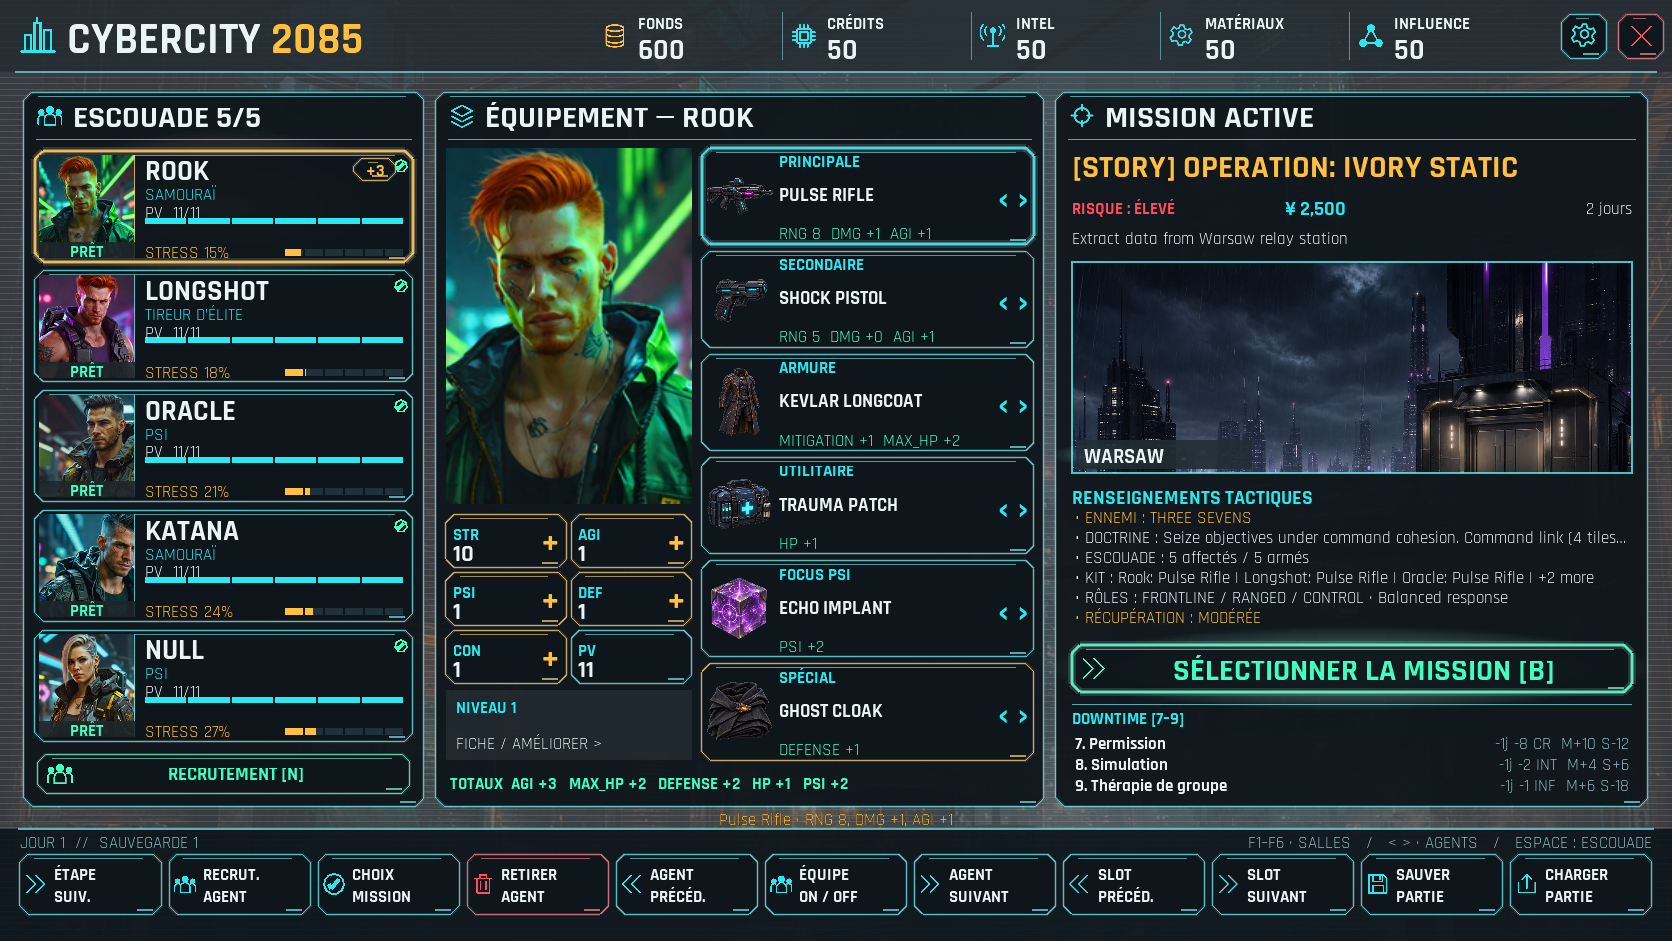 CYBERCITY 2085
FONDS
600
CRÉDITS
50
INTEL
50
MATÉRIAUX
50
INFLUENCE
50
ESCOUADE 5/5
ROOK
+3
SAMOURAÏ
PV 11/11
PRÊT
STRESS 15%
LONGSHOT
TIREUR D'ÉLITE
PV 11/11
PRÊT
STRESS 18%
ORACLE
PSI
PV 11/11
PRÊT
STRESS 21%
KATANA
SAMOURAÏ
PV 11/11
PRÊT
STRESS 24%
NULL
PSI
PV 11/11
PRÊT
STRESS 27%
RECRUTEMENT [N]
ÉQUIPEMENT — ROOK
STR
10
+
AGI
1
+
PSI
1
+
DEF
1
+
CON
1
+
PV
11
NIVEAU 1
FICHE / AMÉLIORER >
PRINCIPALE
PULSE RIFLE
< >
RNG 8 DMG +1 AGI +1
SECONDAIRE
SHOCK PISTOL
< >
RNG 5 DMG +0 AGI +1
ARMURE
KEVLAR LONGCOAT
< >
MITIGATION +1 MAX_HP +2
UTILITAIRE
TRAUMA PATCH
< >
HP +1
FOCUS PSI
ECHO IMPLANT
< >
PSI +2
SPÉCIAL
GHOST CLOAK
< >
DEFENSE +1
TOTAUX AGI +3 MAX_HP +2 DEFENSE +2 HP +1 PSI +2
MISSION ACTIVE
[STORY] OPERATION: IVORY STATIC
RISQUE : ÉLEVÉ
¥ 2,500
2 jours
Extract data from Warsaw relay station
WARSAW
RENSEIGNEMENTS TACTIQUES
· ENNEMI : THREE SEVENS
· DOCTRINE : Seize objectives under command cohesion. Command link (4 tiles...
· ESCOUADE : 5 affectés / 5 armés
· KIT : Rook: Pulse Rifle | Longshot: Pulse Rifle | Oracle: Pulse Rifle | +2 more
· RÔLES : FRONTLINE / RANGED / CONTROL · Balanced response
· RÉCUPÉRATION : MODÉRÉE
SÉLECTIONNER LA MISSION [B]
DOWNTIME [7-9]
7. Permission -1j -8 CR M+10 S-12
8. Simulation -1j -2 INT M+4 S+6
9. Thérapie de groupe -1j -1 INF M+6 S-18
Pulse Rifle · RNG 8, DMG +1, AGI +1
JOUR 1 // SAUVEGARDE 1
F1-F6 · SALLES / < > · AGENTS / ESPACE : ESCOUADE
ÉTAPE
SUIV.
RECRUT.
AGENT
CHOIX
MISSION
RETIRER
AGENT
AGENT
PRÉCÉD.
ÉQUIPE
ON / OFF
AGENT
SUIVANT
SLOT
PRÉCÉD.
SLOT
SUIVANT
SAUVER
PARTIE
CHARGER
PARTIE